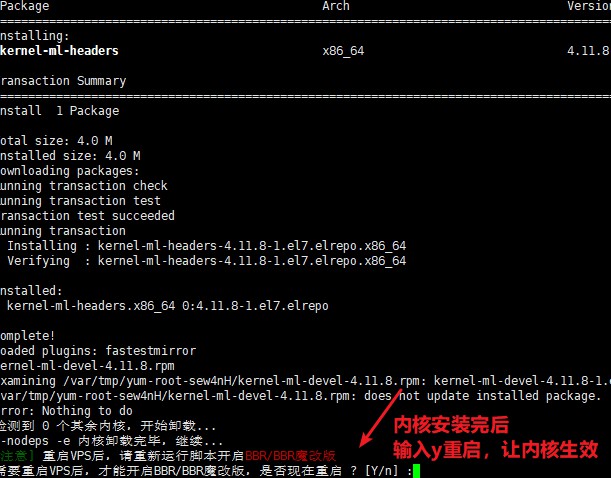 Package Arch Version
nstalling:
kernel-ml-headers x86_64 4.11.8
ransaction Summary
nstall 1 Package
otal size: 4.0 M
nstalled size: 4.0 M
ownloading packages:
unning transaction check
unning transaction test
ransaction test succeeded
unning transaction
Installing : kernel-ml-headers-4.11.8-1.el7.elrepo.x86_64
Verifying : kernel-ml-headers-4.11.8-1.el7.elrepo.x86_64
nstalled:
kernel-ml-headers.x86_64 0:4.11.8-1.el7.elrepo
omplete!
oaded plugins: fastestmirror
ernel-ml-devel-4.11.8.rpm
xamining /var/tmp/yum-root-sew4nH/kernel-ml-devel-4.11.8.rpm: kernel-ml-devel-4.11.8-1.e
var/tmp/yum-root-sew4nH/kernel-ml-devel-4.11.8.rpm: does not update installed package.
rror: Nothing to do
检测到 0 个其余内核，开始卸载...
-nodeps -e 内核卸载完毕，继续...
注意] 重启VPS后，请重新运行脚本开启BBR/BBR魔改版
需要重启VPS后，才能开启BBR/BBR魔改版，是否现在重启 ? [Y/n] :
内核安装完后
输入y重启，让内核生效